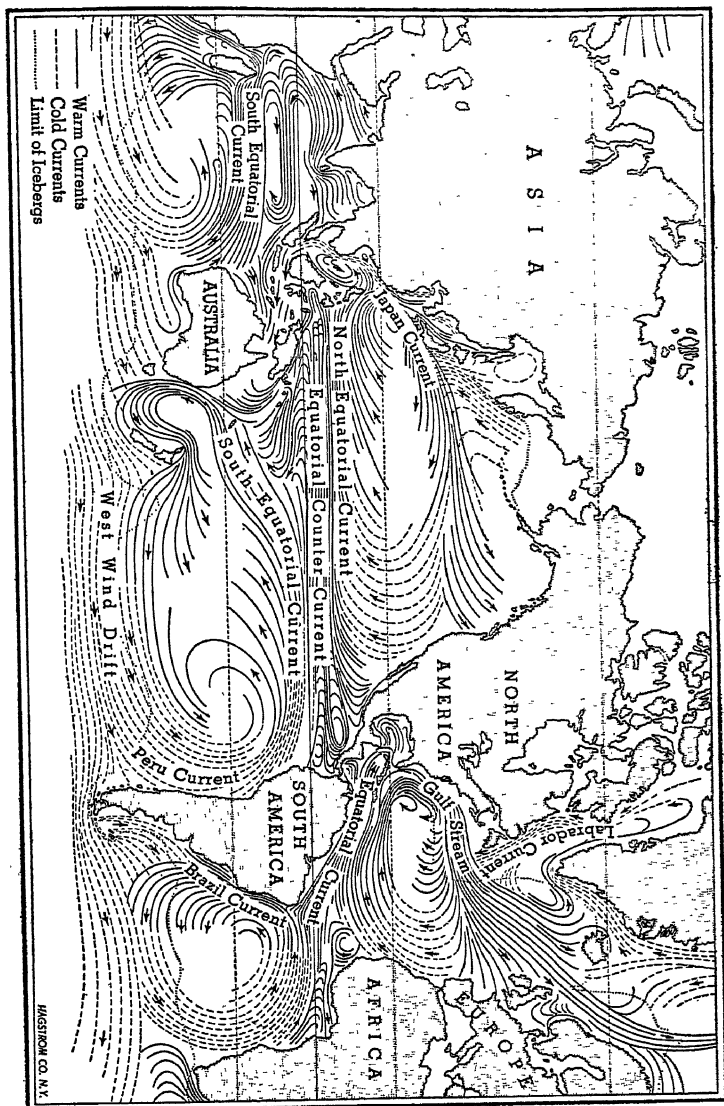 ASIA
NORTH
AMERICA
EUROPE
AFRICA
SOUTH
AMERICA
AUSTRALIA
Japan Current
North Equatorial Current
Equatorial Counter Current
South Equatorial Current
South Equatorial
Current
West Wind Drift
Peru Current
Brazil Current
Equatorial Current
Gulf Stream
Labrador Current
Warm Currents
Cold Currents
Limit of Icebergs
HAGSTROM CO. N.Y.